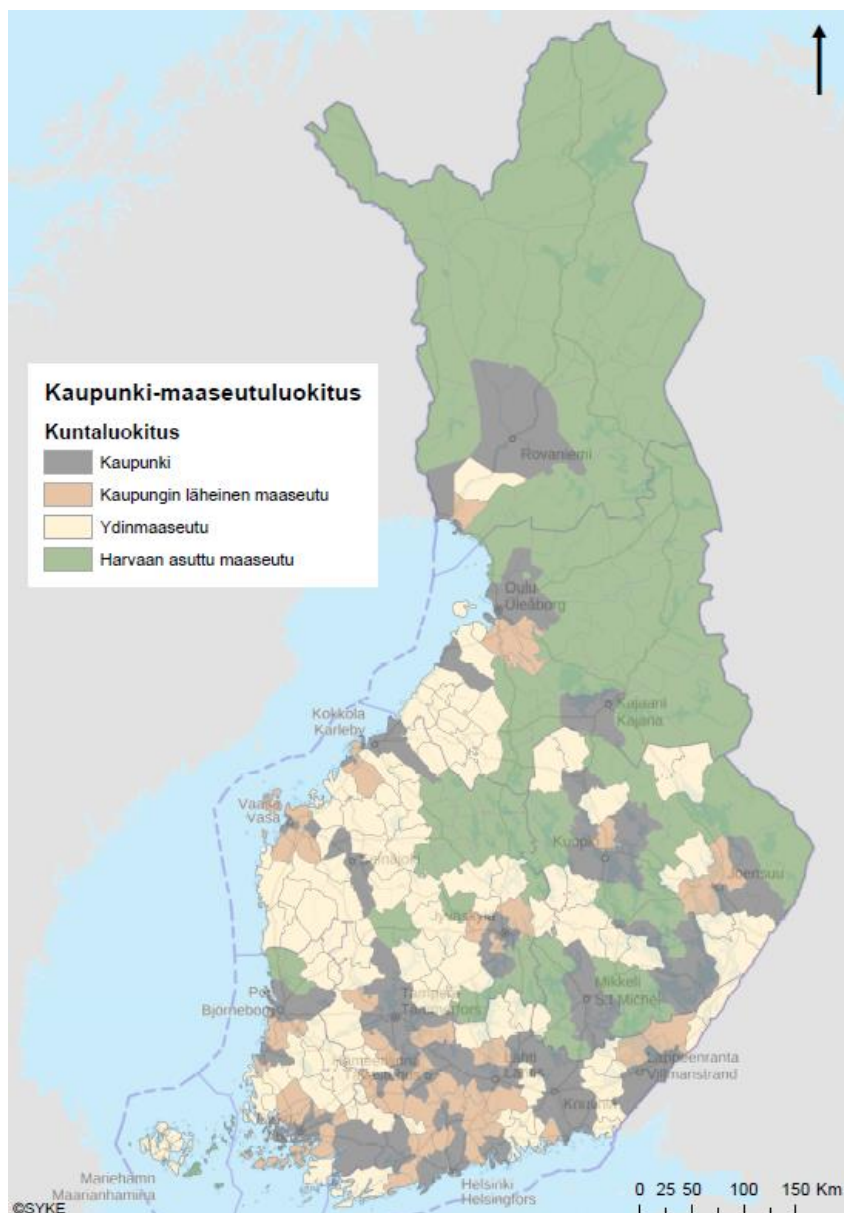 Kaupunki-maaseutuluokitus
Kuntaluokitus
Kaupunki
Kaupungin läheinen maaseutu
Ydinmaaseutu
Harvaan asuttu maaseutu
Rovaniemi
Oulu
Uleåborg
Kajaani
Kajana
Kokkola
Karleby
Vaasa
Vasa
Seinäjoki
Kuopio
Joensuu
Jyväskylä
Mikkeli
S:t Michel
Björneborg
Tampere
Tammerfors
Lahti
Lahtis
Lappeenranta
Villmanstrand
Kouvola
Mariehamn
Maarianhamina
Helsinki
Helsingfors
0 25 50 100 150 Km
©SYKE